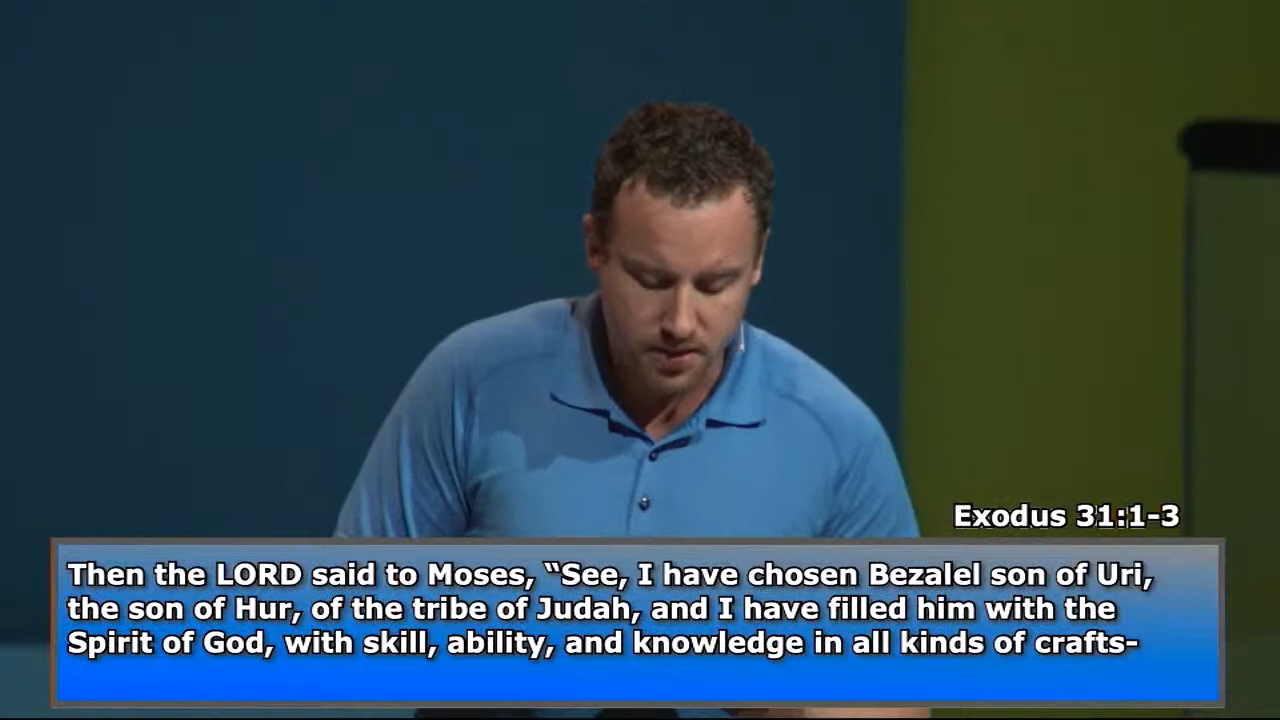 Exodus 31:1-3
Then the LORD said to Moses, “See, I have chosen Bezalel son of Uri,
the son of Hur, of the tribe of Judah, and I have filled him with the
Spirit of God, with skill, ability, and knowledge in all kinds of crafts-